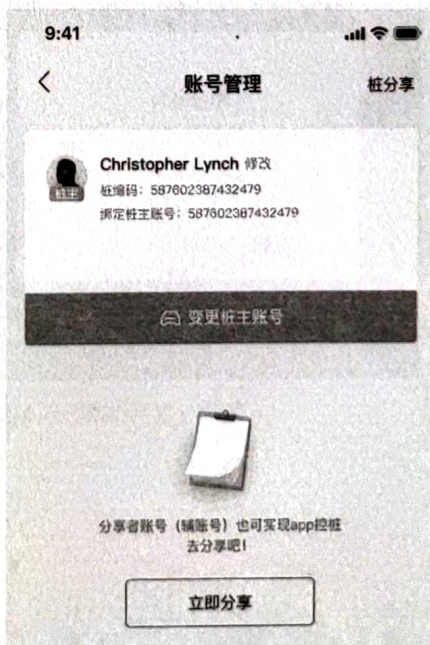 9:41
账号管理
桩分享
Christopher Lynch 修改
桩主
桩编码：587602387432479
绑定桩主账号：587602387432479
变更桩主账号
分享者账号（辅账号）也可实现app控桩
去分享吧！
立即分享